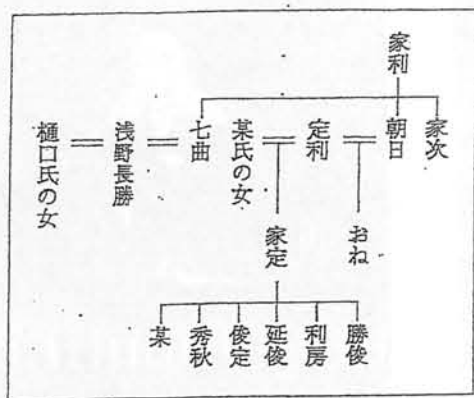 家利
家次
朝日
定利
某氏の女
七曲
浅野長勝
樋口氏の女
おね
家定
勝俊
利房
延俊
俊定
秀秋
某